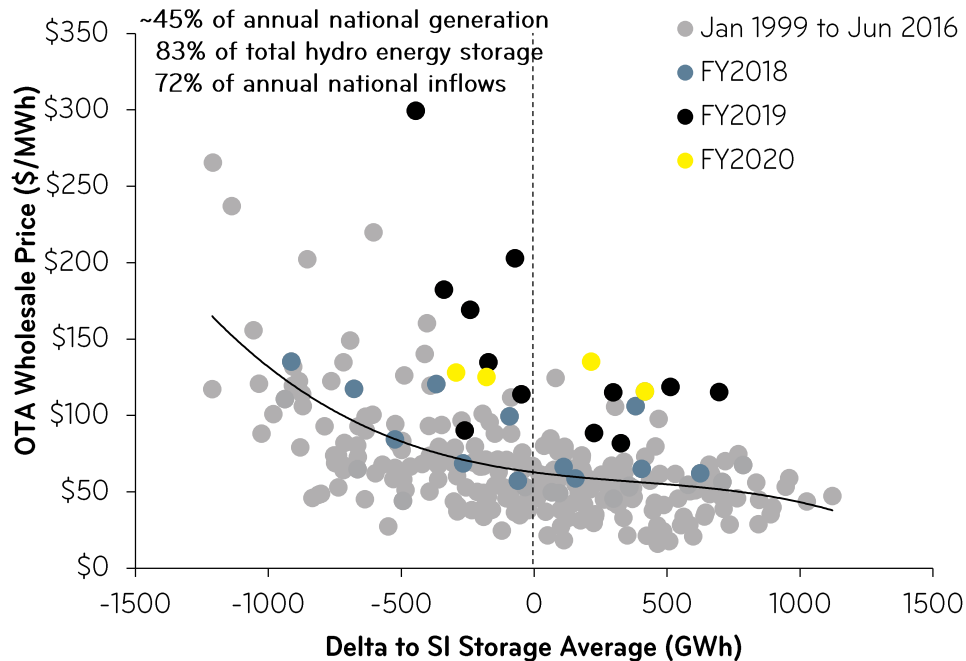 ~45% of annual national generation
83% of total hydro energy storage
72% of annual national inflows
Jan 1999 to Jun 2016
FY2018
FY2019
FY2020
OTA Wholesale Price ($/MWh)
$350
$300
$250
$200
$150
$100
$50
$0
-1500 -1000 -500 0 500 1000 1500
Delta to SI Storage Average (GWh)